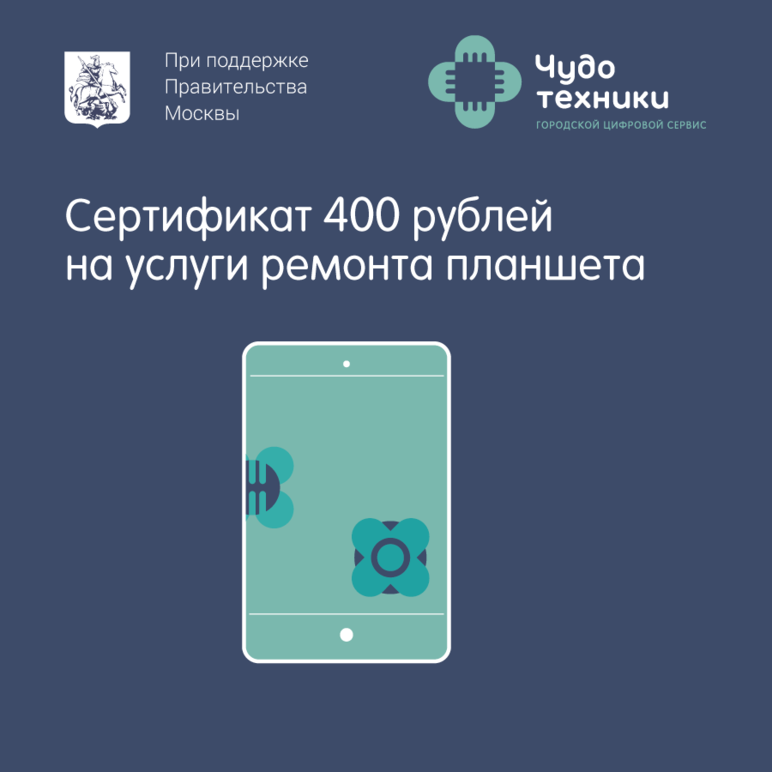 При поддержке
Правительства
Москвы
Чудо
техники
ГОРОДСКОЙ ЦИФРОВОЙ СЕРВИС
Сертификат 400 рублей
на услуги ремонта планшета